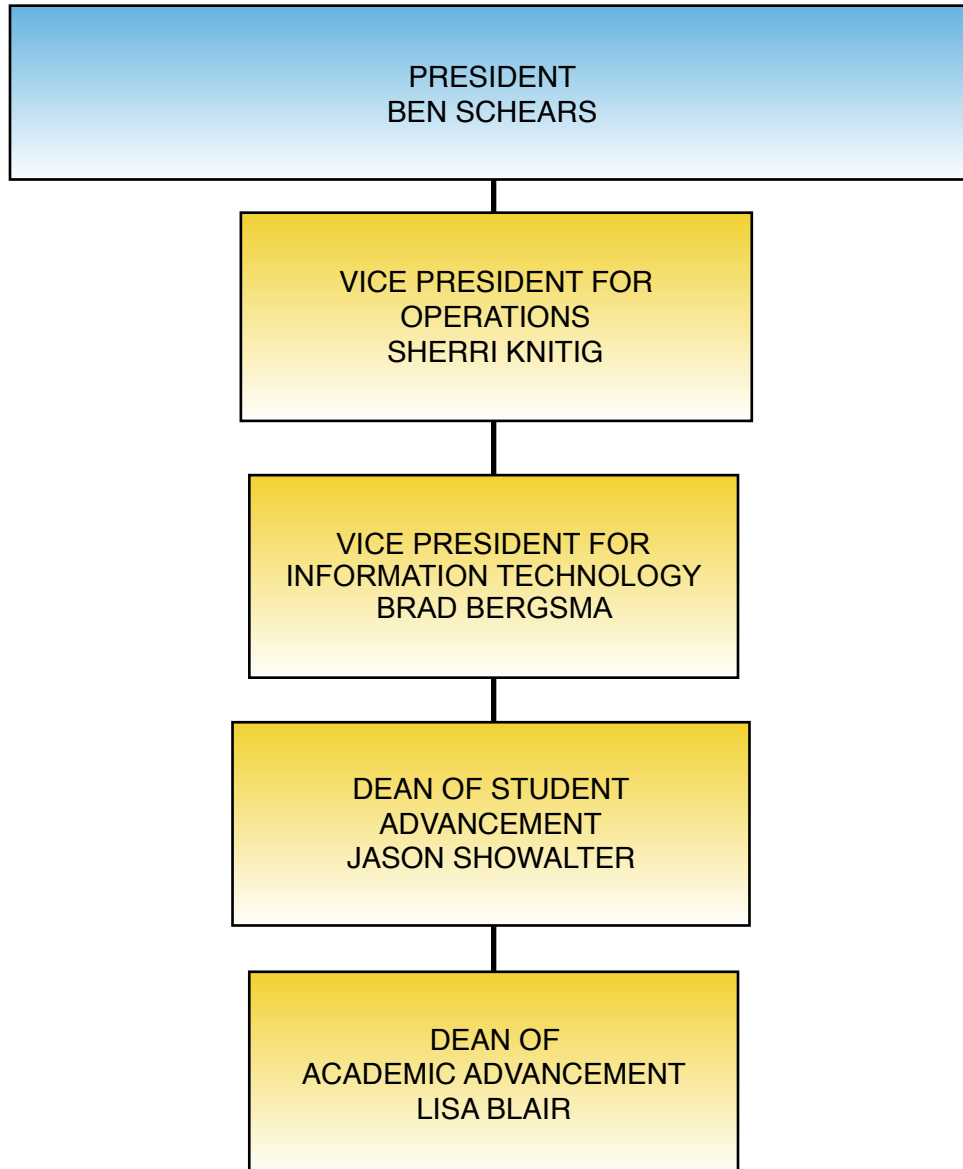 PRESIDENT
BEN SCHEARS
VICE PRESIDENT FOR
OPERATIONS
SHERRI KNITIG
VICE PRESIDENT FOR
INFORMATION TECHNOLOGY
BRAD BERGSMA
DEAN OF STUDENT
ADVANCEMENT
JASON SHOWALTER
DEAN OF
ACADEMIC ADVANCEMENT
LISA BLAIR